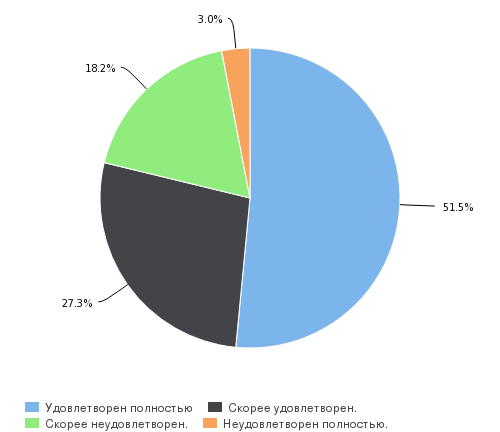 3.0%
18.2%
51.5%
27.3%
Удовлетворен полностью Скорее удовлетворен.
Скорее неудовлетворен. Неудовлетворен полностью.